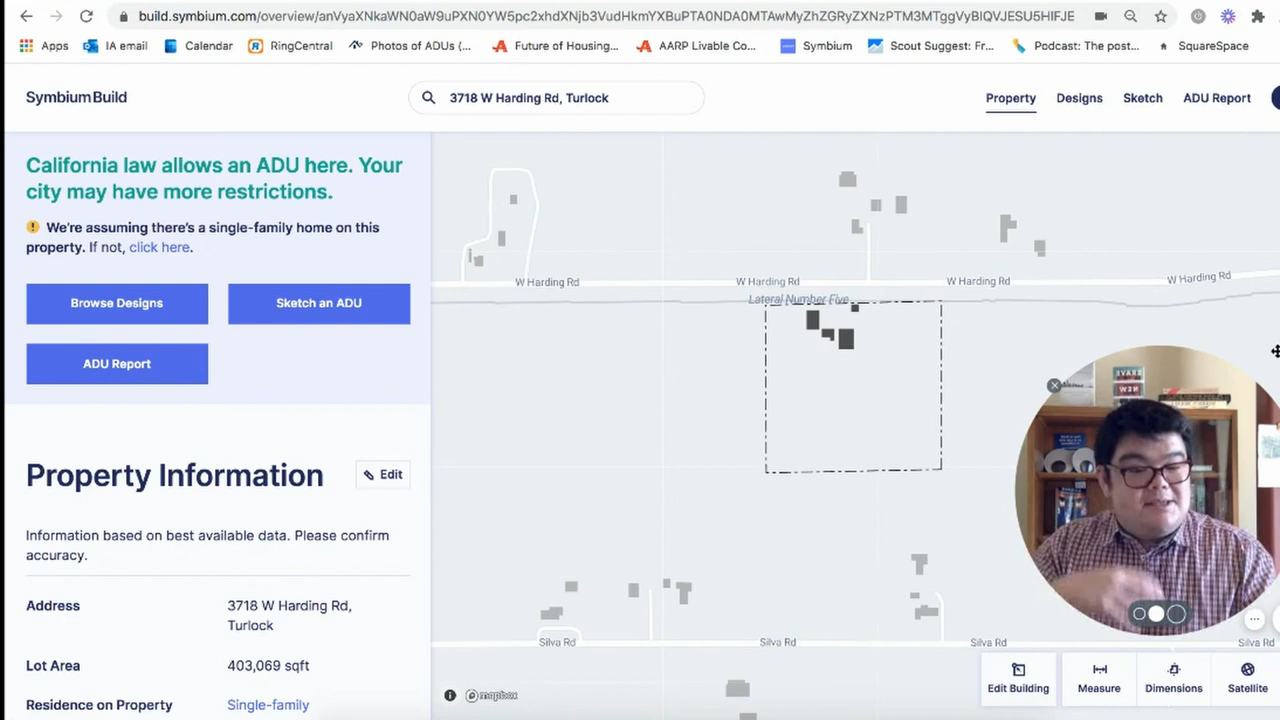 build.symbium.com/overview/anVyaXNkaWN0aW9uPXN0YW5pc2xhdXNjb3VudHkmYXBuPTA0NDA0MTAwMyZhZGRyZXNzPTM3MTggVyBIQVJESU5HIFJE
Apps IA email Calendar RingCentral Photos of ADUs (... Future of Housing... AARP Livable Co... Symbium Scout Suggest: Fr... Podcast: The post... SquareSpace
SymbiumBuild
3718 W Harding Rd, Turlock
Property Designs Sketch ADU Report
California law allows an ADU here. Your
city may have more restrictions.
We're assuming there's a single-family home on this
property. If not, click here.
Browse Designs
Sketch an ADU
ADU Report
Property Information
Edit
Information based on best available data. Please confirm
accuracy.
Address
3718 W Harding Rd,
Turlock
Lot Area
403,069 sqft
Residence on Property
Single-family
W Harding Rd
W Harding Rd
W Harding Rd
W Harding Rd
Lateral Number Five
Silva Rd
Silva Rd
Silva Rd
Silva Rd
mapbox
Edit Building
Measure
Dimensions
Satellite